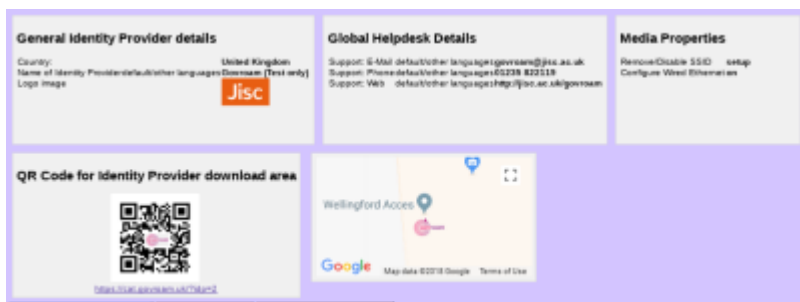 General Identity Provider details
Country: United Kingdom
Name of Identity Provider default/other languages Govroam (Test only)
Logo image
Jisc
Global Helpdesk Details
Support: E-Mail default/other languages govroam@jisc.ac.uk
Support: Phone default/other languages 01235 822119
Support: Web default/other languages http://jisc.ac.uk/govroam
Media Properties
Remove/Disable SSID setup
Configure Wired Ethernet on
QR Code for Identity Provider download area
Wellingford Acces
Google
Map data ©2018 Google Terms of Use